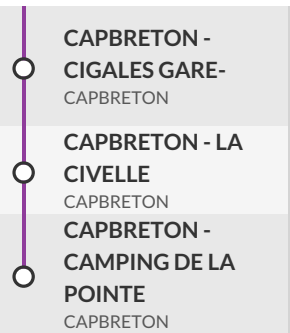 CAPBRETON -
CIGALES GARE-
CAPBRETON
CAPBRETON - LA
CIVELLE
CAPBRETON
CAPBRETON -
CAMPING DE LA
POINTE
CAPBRETON